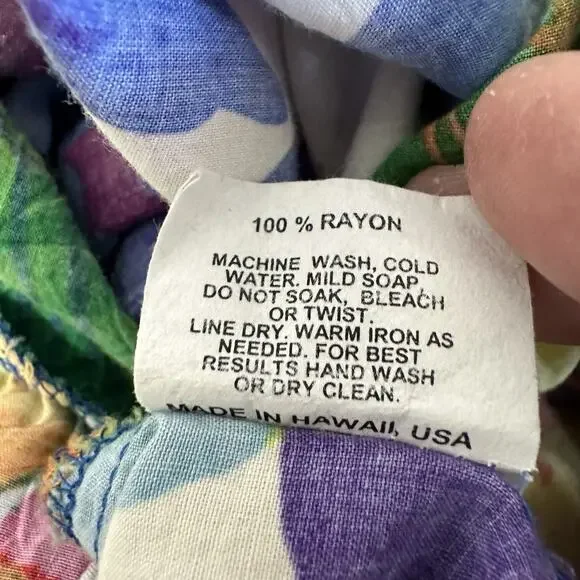 100 % RAYON
MACHINE WASH, COLD
WATER. MILD SOAP,
DO NOT SOAK, BLEACH
OR TWIST.
LINE DRY. WARM IRON AS
NEEDED. FOR BEST
RESULTS HAND WASH
OR DRY CLEAN.
MADE IN HAWAII, USA